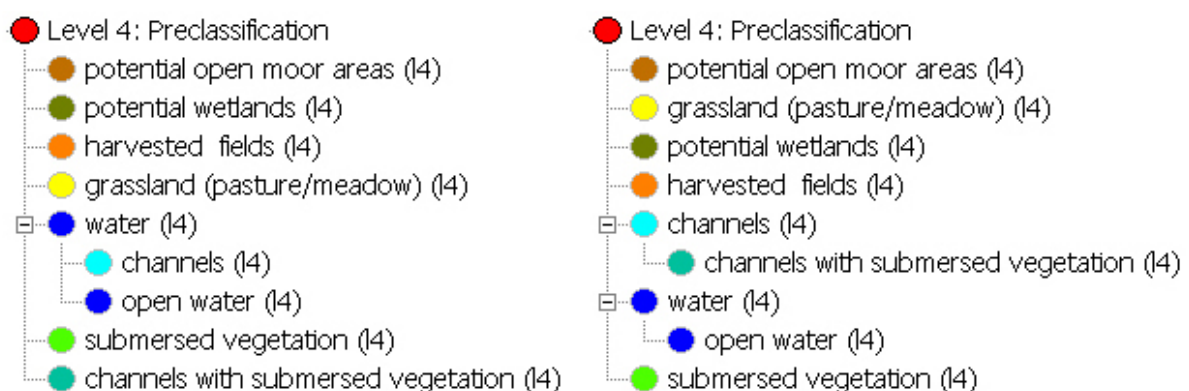 Level 4: Preclassification
potential open moor areas (l4)
potential wetlands (l4)
harvested fields (l4)
grassland (pasture/meadow) (l4)
water (l4)
channels (l4)
open water (l4)
submersed vegetation (l4)
channels with submersed vegetation (l4)
Level 4: Preclassification
potential open moor areas (l4)
grassland (pasture/meadow) (l4)
potential wetlands (l4)
harvested fields (l4)
channels (l4)
channels with submersed vegetation (l4)
water (l4)
open water (l4)
submersed vegetation (l4)